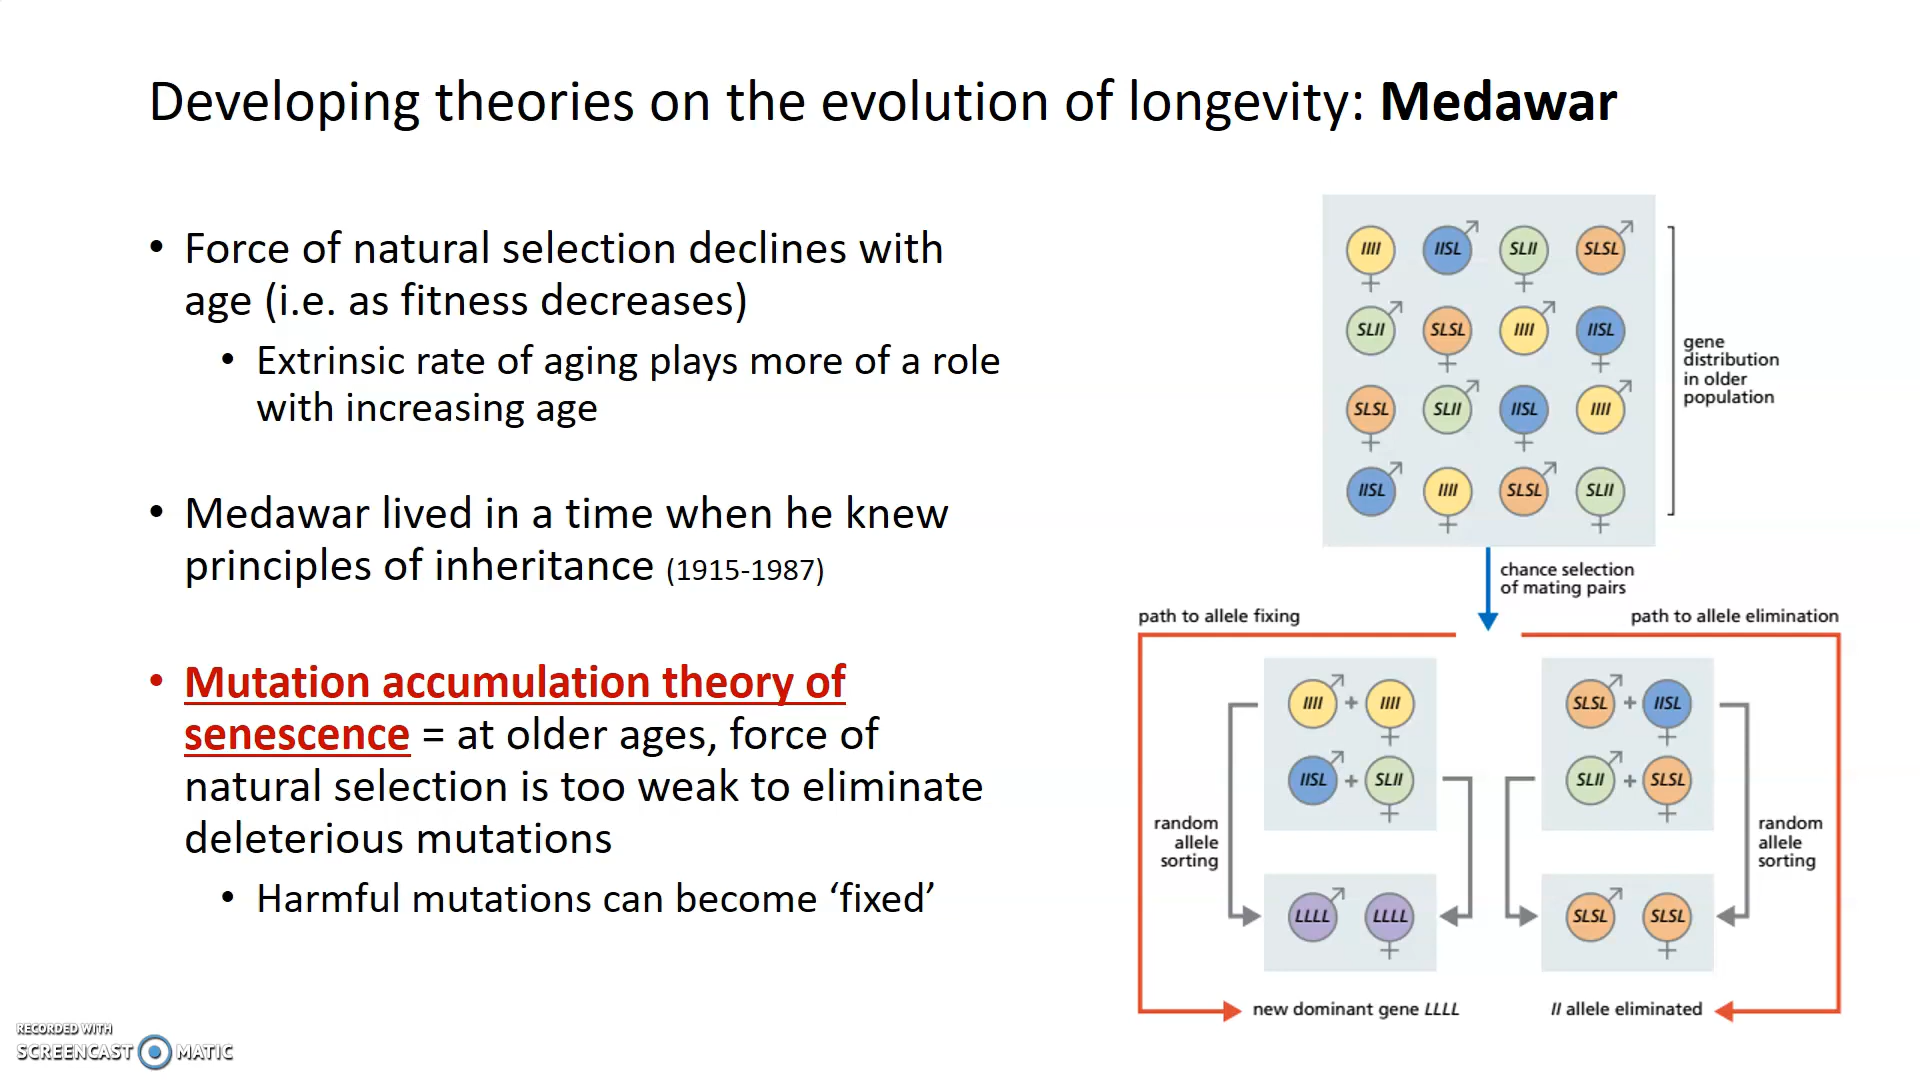 Developing theories on the evolution of longevity: Medawar
• Force of natural selection declines with
age (i.e. as fitness decreases)
• Extrinsic rate of aging plays more of a role
with increasing age
• Medawar lived in a time when he knew
principles of inheritance (1915-1987)
• Mutation accumulation theory of
senescence = at older ages, force of
natural selection is too weak to eliminate
deleterious mutations
• Harmful mutations can become ‘fixed’
IIII IISL SLII SLSL
SLII SLSL IIII IISL
SLSL SLII IISL IIII
IISL IIII SLSL SLII
gene
distribution
in older
population
chance selection
of mating pairs
path to allele fixing
path to allele elimination
IIII + IIII
IISL + SLII
SLSL + IISL
SLII + SLSL
random
allele
sorting
random
allele
sorting
LLLL LLLL
SLSL SLSL
new dominant gene LLLL
II allele eliminated
RECORDED WITH
SCREENCAST MATIC